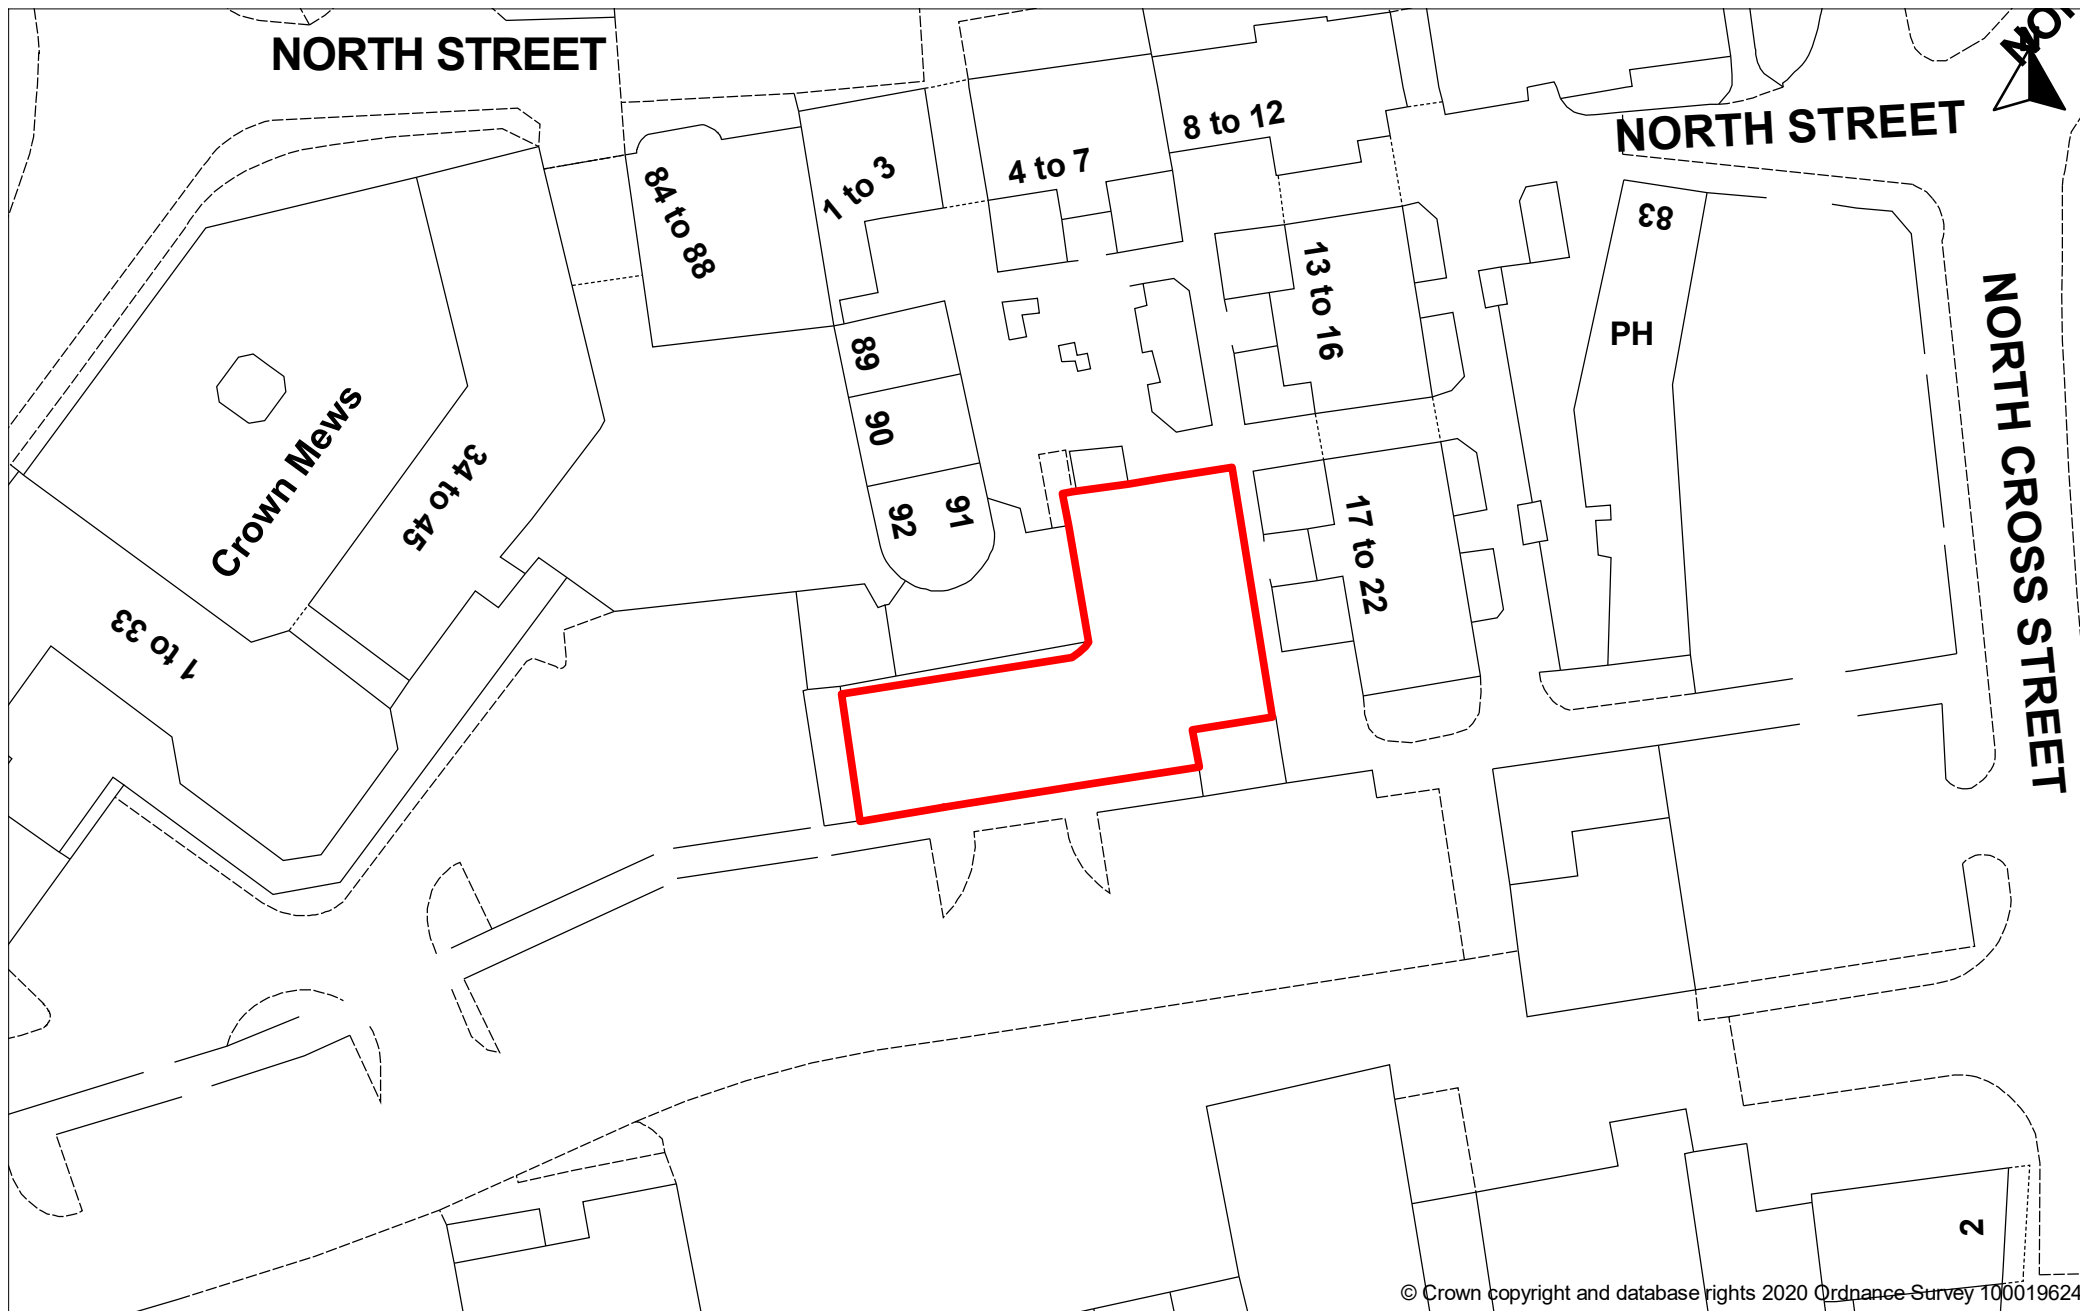 NORTH STREET
NORTH STREET
84 to 88
1 to 3
4 to 7
8 to 12
83
PH
13 to 16
NORTH CROSS STREET
89
90
91
92
Crown Mews
34 to 45
17 to 22
1 to 33
2
© Crown copyright and database rights 2020 Ordnance Survey 100019624